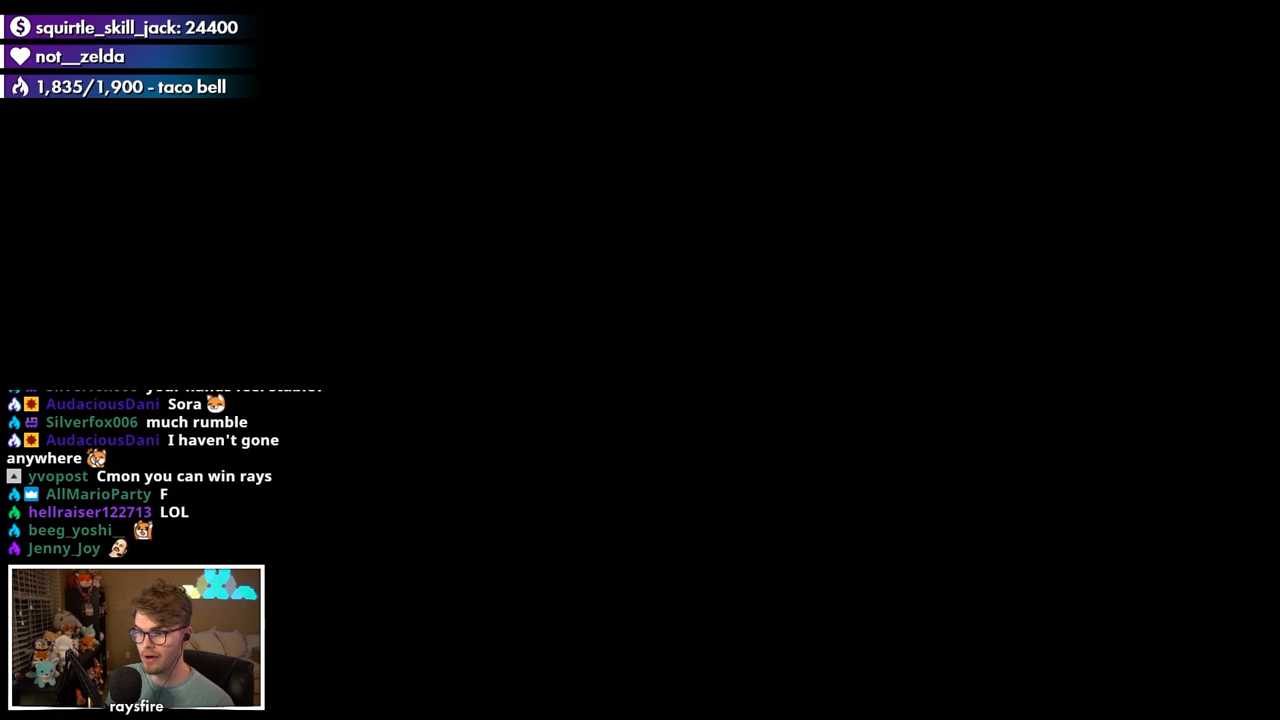 squirtle_skill_jack: 24400
not__zelda
1,835/1,900 - taco bell
AudaciousDani Sora
Silverfox006 much rumble
AudaciousDani I haven't gone
anywhere
yvopost Cmon you can win rays
AllMarioParty F
hellraiser122713 LOL
beeg_yoshi__
Jenny_Joy
raysfire